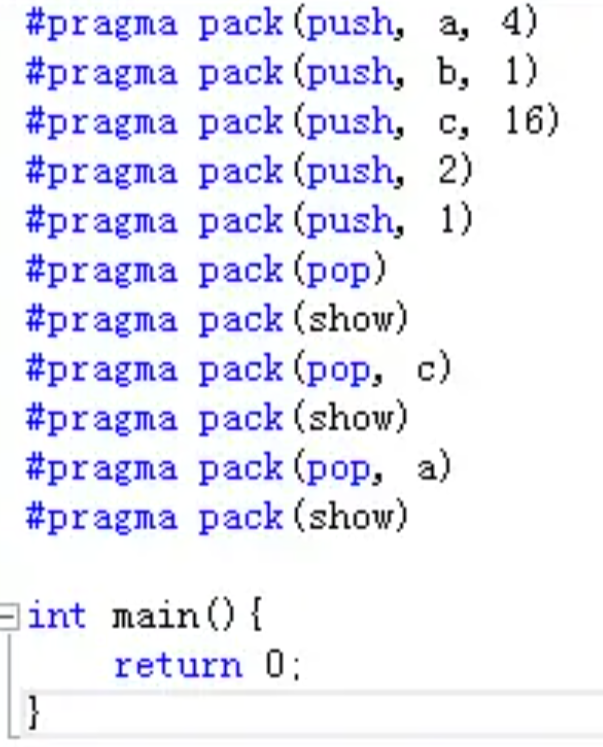 #pragma pack(push, a, 4)
#pragma pack(push, b, 1)
#pragma pack(push, c, 16)
#pragma pack(push, 2)
#pragma pack(push, 1)
#pragma pack(pop)
#pragma pack(show)
#pragma pack(pop, c)
#pragma pack(show)
#pragma pack(pop, a)
#pragma pack(show)
int main(){
    return 0;
}